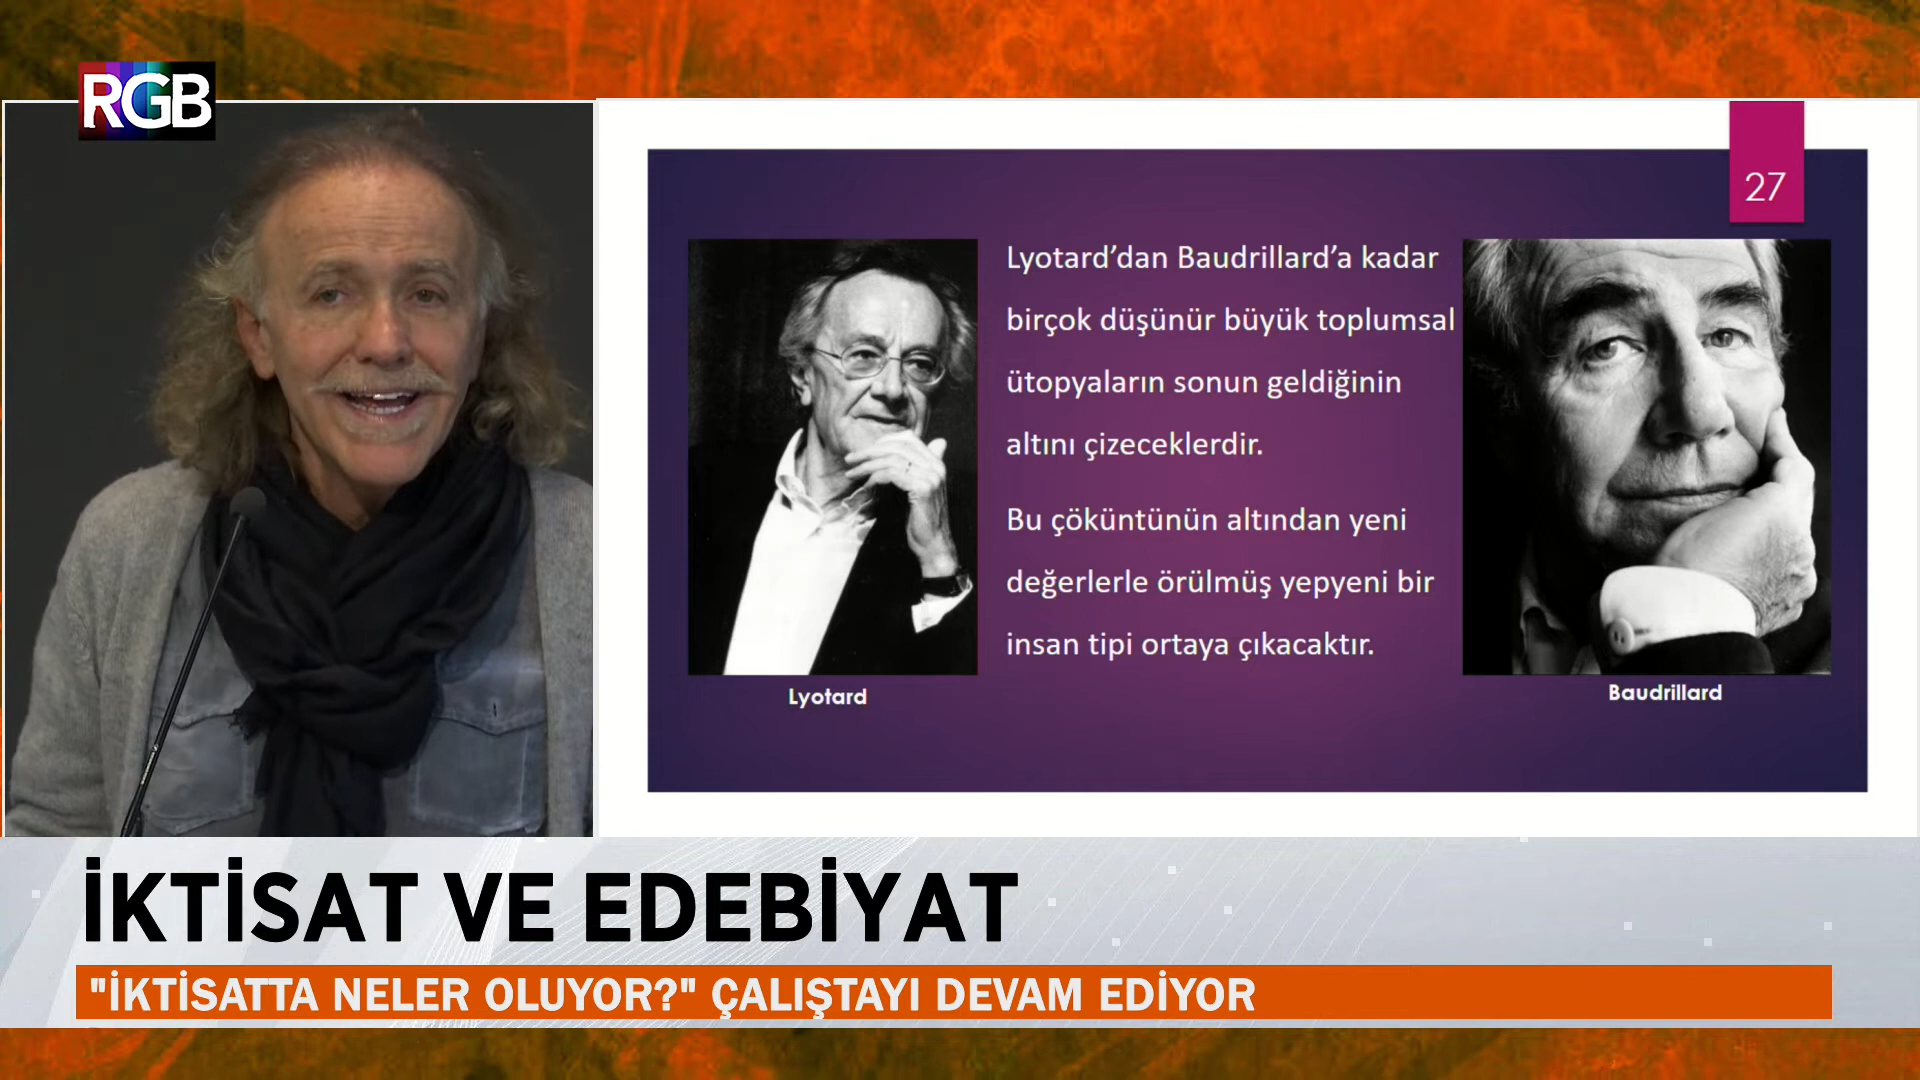 RGB
27
Lyotard’dan Baudrillard’a kadar
birçok düşünür büyük toplumsal
ütopyaların sonun geldiğinin
altını çizeceklerdir.
Bu çöküntünün altından yeni
değerlerle örülmüş yepyeni bir
insan tipi ortaya çıkacaktır.
Lyotard
Baudrillard
İKTİSAT VE EDEBİYAT
"İKTİSATTA NELER OLUYOR?" ÇALIŞTAYI DEVAM EDİYOR